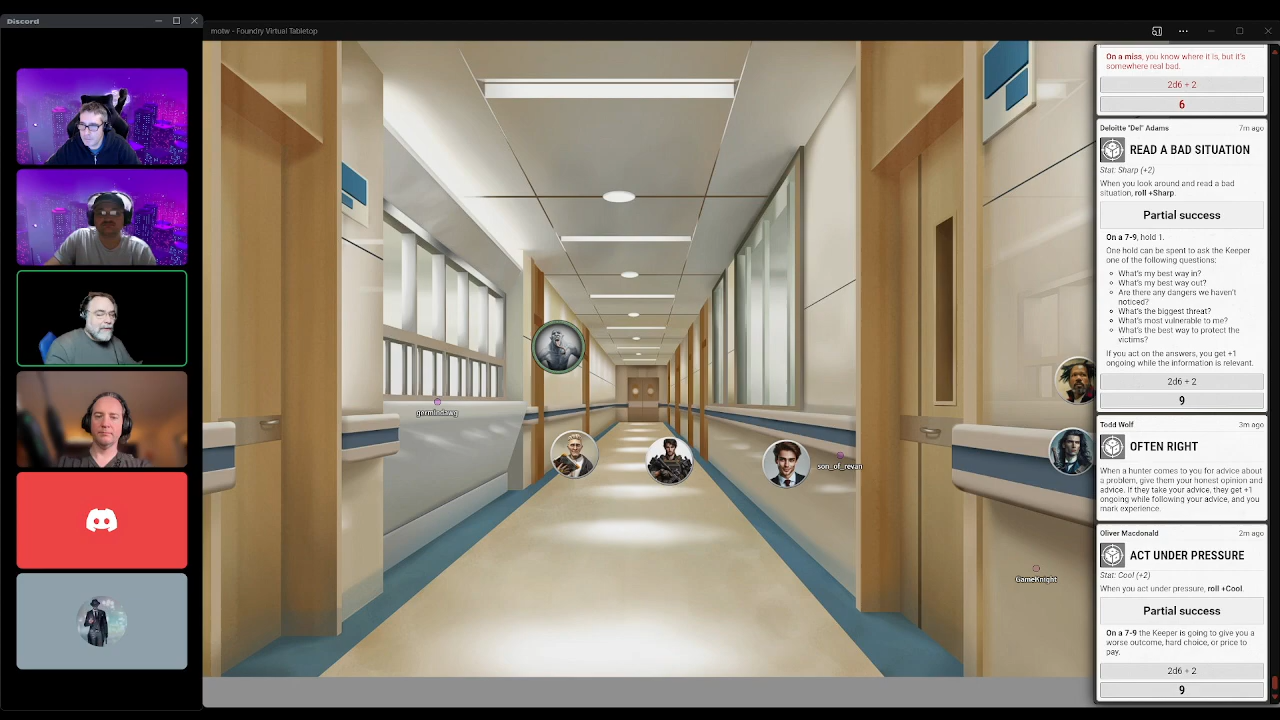 Discord
motw - Foundry Virtual Tabletop
germlndawg
son_of_revan
GameKnight
On a miss, you know where it is, but it's
somewhere real bad.
2d6 + 2
6
Deloitte "Del" Adams
7m ago
READ A BAD SITUATION
Stat: Sharp (+2)
When you look around and read a bad
situation, roll +Sharp.
Partial success
On a 7-9, hold 1.
One hold can be spent to ask the Keeper
one of the following questions:
What's my best way in?
What's my best way out?
Are there any dangers we haven't
noticed?
What's the biggest threat?
What's most vulnerable to me?
What's the best way to protect the
victims?
If you act on the answers, you get +1
ongoing while the information is relevant.
2d6 + 2
9
Todd Wolf
3m ago
OFTEN RIGHT
When a hunter comes to you for advice about
a problem, give them your honest opinion and
advice. If they take your advice, they get +1
ongoing while following your advice, and you
mark experience.
Oliver Macdonald
2m ago
ACT UNDER PRESSURE
Stat: Cool (+2)
When you act under pressure, roll +Cool.
Partial success
On a 7-9 the Keeper is going to give you a
worse outcome, hard choice, or price to
pay.
2d6 + 2
9